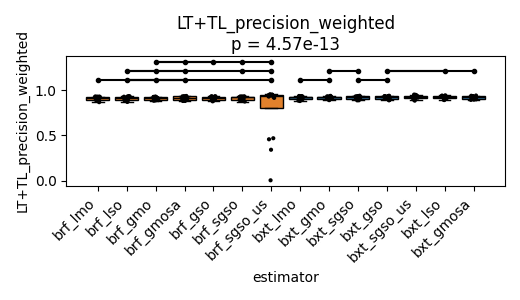 LT+TL_precision_weighted
p = 4.57e-13
LT+TL_precision_weighted
1.0
0.5
0.0
brf_lmo
brf_lso
brf_gmo
brf_gmosa
brf_gso
brf_sgso
brf_sgso_us
bxt_lmo
bxt_gmo
bxt_sgso
bxt_gso
bxt_sgso_us
bxt_lso
bxt_gmosa
estimator